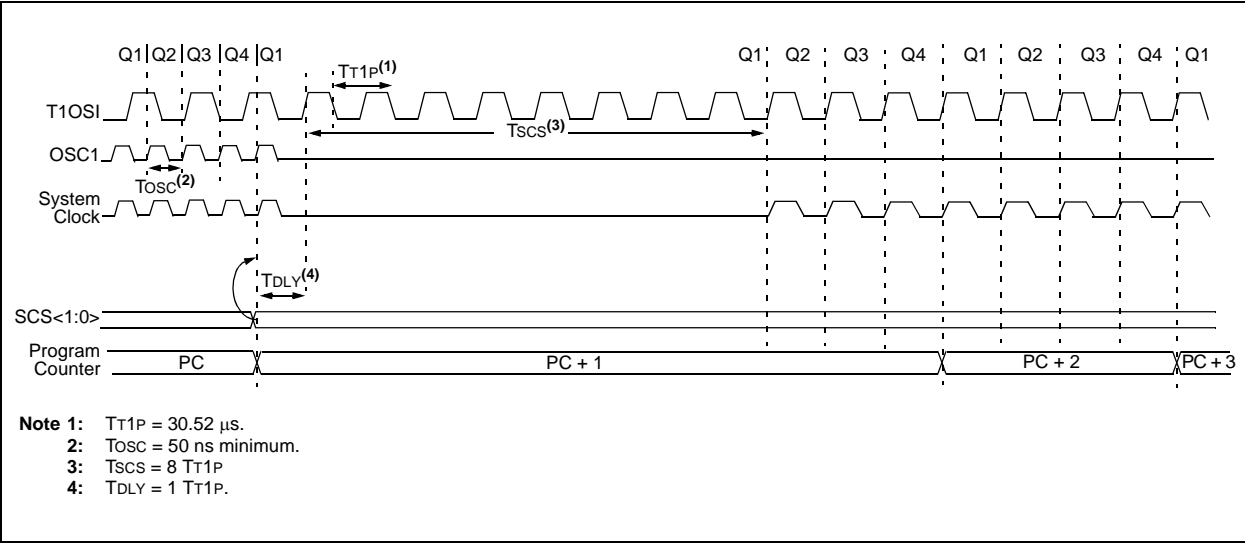 Q1 Q2 Q3 Q4 Q1 Q1 Q2 Q3 Q4 Q1 Q2 Q3 Q4 Q1
TT1P(1)
T1OSI
TSCS(3)
OSC1
TOSC(2)
System
Clock
TDLY(4)
SCS<1:0>
Program
Counter
PC PC + 1 PC + 2 PC + 3
Note 1: TT1P = 30.52 μs.
2: TOSC = 50 ns minimum.
3: TSCS = 8 TT1P
4: TDLY = 1 TT1P.